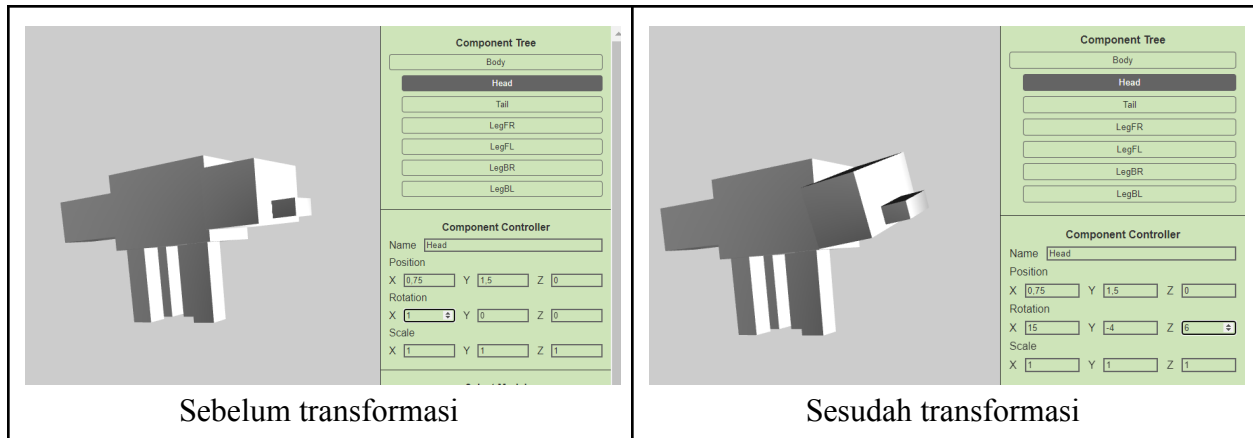 Component Tree
Body
Head
Tail
LegFR
LegFL
LegBR
LegBL
Component Controller
Name Head
Position
X 0,75 Y 1,5 Z 0
Rotation
X 1 Y 0 Z 0
Scale
X 1 Y 1 Z 1
Sebelum transformasi
Component Tree
Body
Head
Tail
LegFR
LegFL
LegBR
LegBL
Component Controller
Name Head
Position
X 0,75 Y 1,5 Z 0
Rotation
X 15 Y -4 Z 6
Scale
X 1 Y 1 Z 1
Sesudah transformasi